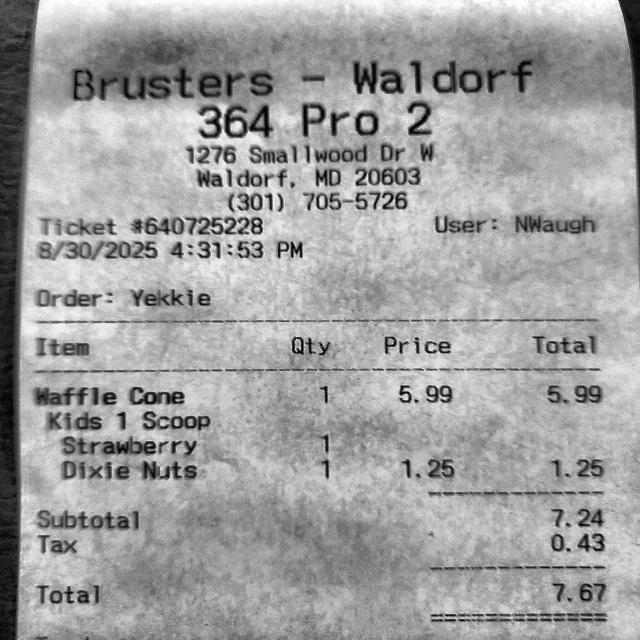 Brusters - Waldorf
364 Pro 2
1276 Smallwood Dr W
Waldorf, MD 20603
(301) 705-5726
Ticket #640725228 User: NWaugh
8/30/2025 4:31:53 PM
Order: Yekkie
Item Qty Price Total
Waffle Cone 1 5.99 5.99
Kids 1 Scoop
Strawberry 1
Dixie Nuts 1 1.25 1.25
Subtotal 7.24
Tax 0.43
Total 7.67